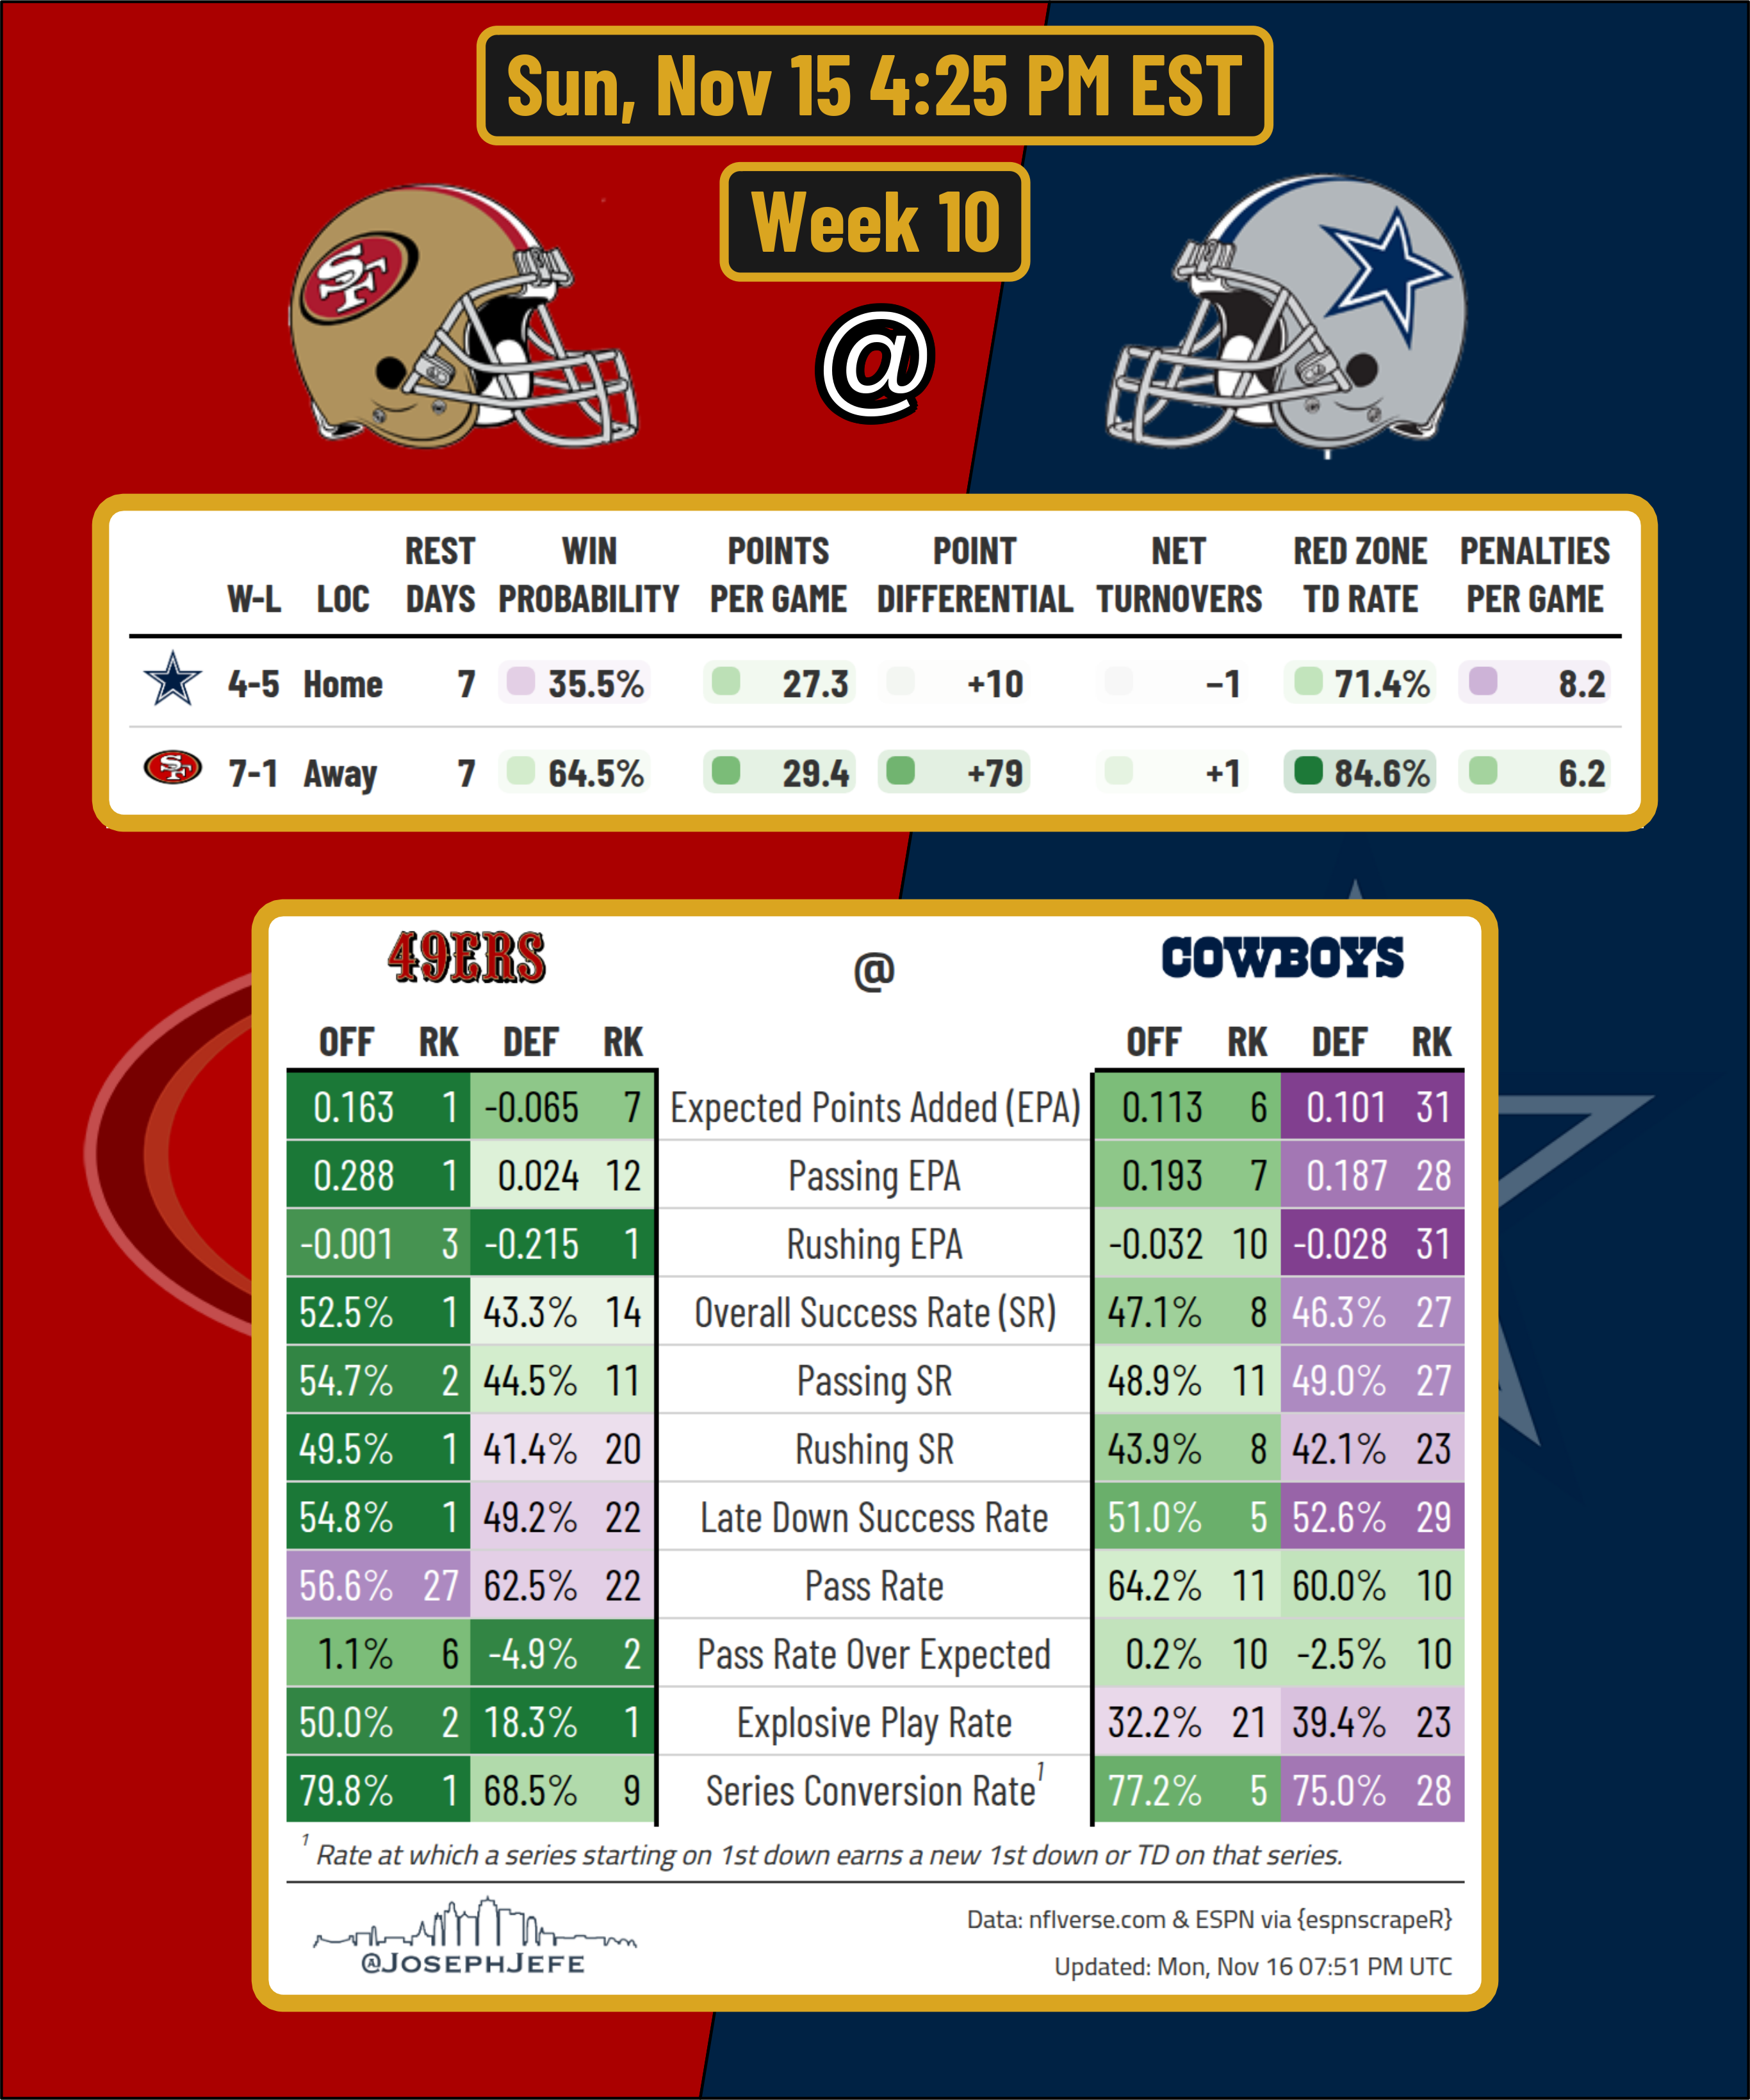 Sun, Nov 15 4:25 PM EST
Week 10
SF
@
REST WIN POINTS POINT NET RED ZONE PENALTIES
W-L LOC DAYS PROBABILITY PER GAME DIFFERENTIAL TURNOVERS TD RATE PER GAME
4-5 Home 7 35.5% 27.3 +10 −1 71.4% 8.2
SF 7-1 Away 7 64.5% 29.4 +79 +1 84.6% 6.2
49ERS @ COWBOYS
OFF RK DEF RK OFF RK DEF RK
0.163 1 -0.065 7 Expected Points Added (EPA) 0.113 6 0.101 31
0.288 1 0.024 12 Passing EPA 0.193 7 0.187 28
-0.001 3 -0.215 1 Rushing EPA -0.032 10 -0.028 31
52.5% 1 43.3% 14 Overall Success Rate (SR) 47.1% 8 46.3% 27
54.7% 2 44.5% 11 Passing SR 48.9% 11 49.0% 27
49.5% 1 41.4% 20 Rushing SR 43.9% 8 42.1% 23
54.8% 1 49.2% 22 Late Down Success Rate 51.0% 5 52.6% 29
56.6% 27 62.5% 22 Pass Rate 64.2% 11 60.0% 10
1.1% 6 -4.9% 2 Pass Rate Over Expected 0.2% 10 -2.5% 10
50.0% 2 18.3% 1 Explosive Play Rate 32.2% 21 39.4% 23
79.8% 1 68.5% 9 Series Conversion Rate¹ 77.2% 5 75.0% 28
¹ Rate at which a series starting on 1st down earns a new 1st down or TD on that series.
@JOSEPHJEFE
Data: nflverse.com & ESPN via {espnscrapeR}
Updated: Mon, Nov 16 07:51 PM UTC